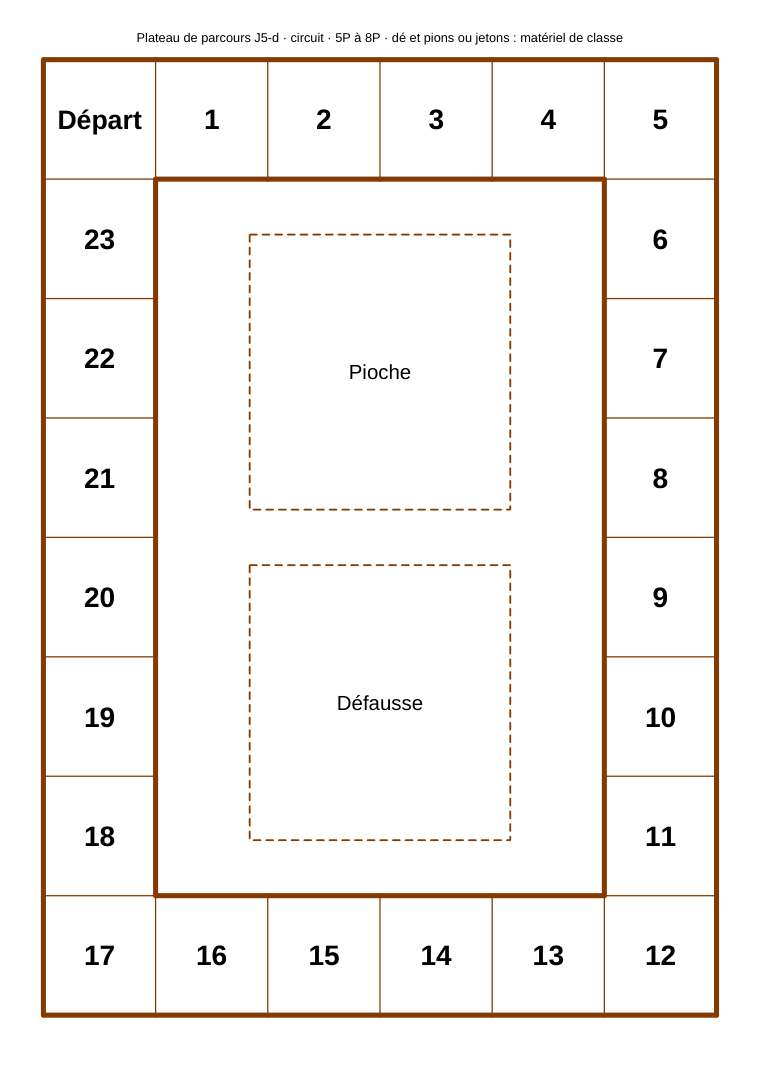 Plateau de parcours J5-d · circuit · 5P à 8P · dé et pions ou jetons : matériel de classe
Départ 1 2 3 4 5
23 6
22 7
Pioche
21 8
20 9
Défausse
19 10
18 11
17 16 15 14 13 12